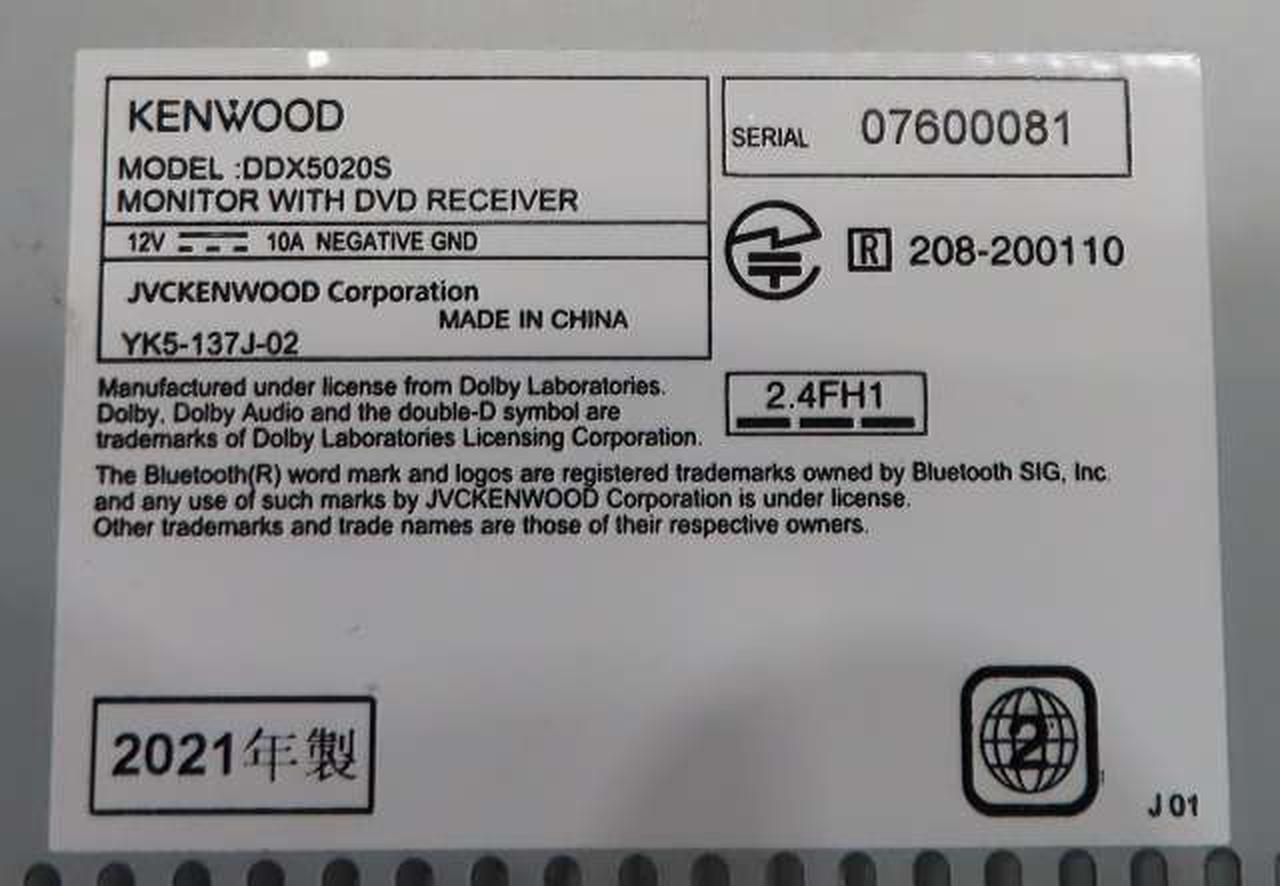 KENWOOD
MODEL :DDX5020S
MONITOR WITH DVD RECEIVER
12V 10A NEGATIVE GND
JVCKENWOOD Corporation
MADE IN CHINA
YK5-137J-02
SERIAL 07600081
R 208-200110
Manufactured under license from Dolby Laboratories.
Dolby, Dolby Audio and the double-D symbol are
trademarks of Dolby Laboratories Licensing Corporation.
2.4FH1
The Bluetooth(R) word mark and logos are registered trademarks owned by Bluetooth SIG, Inc.
and any use of such marks by JVCKENWOOD Corporation is under license.
Other trademarks and trade names are those of their respective owners.
2021年製
2
J 01